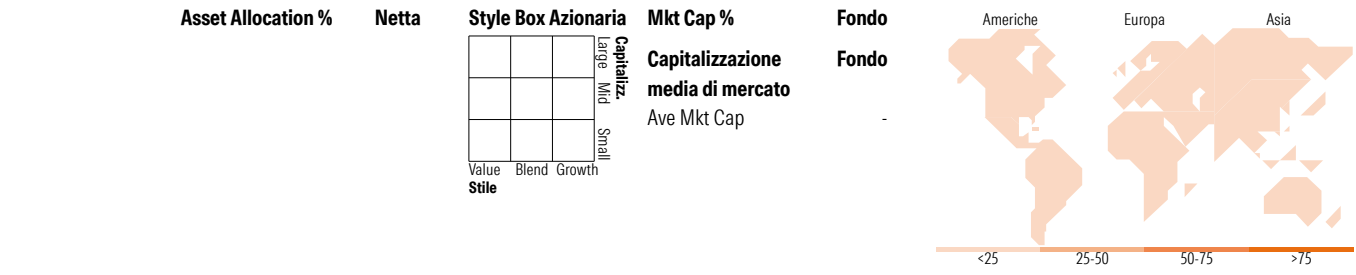 Asset Allocation % Netta
Style Box Azionaria
Large Mid Small
Capitalizz.
Value Blend Growth
Stile
Mkt Cap % Fondo
Capitalizzazione Fondo
media di mercato
Ave Mkt Cap -
Americhe Europa Asia
<25 25-50 50-75 >75